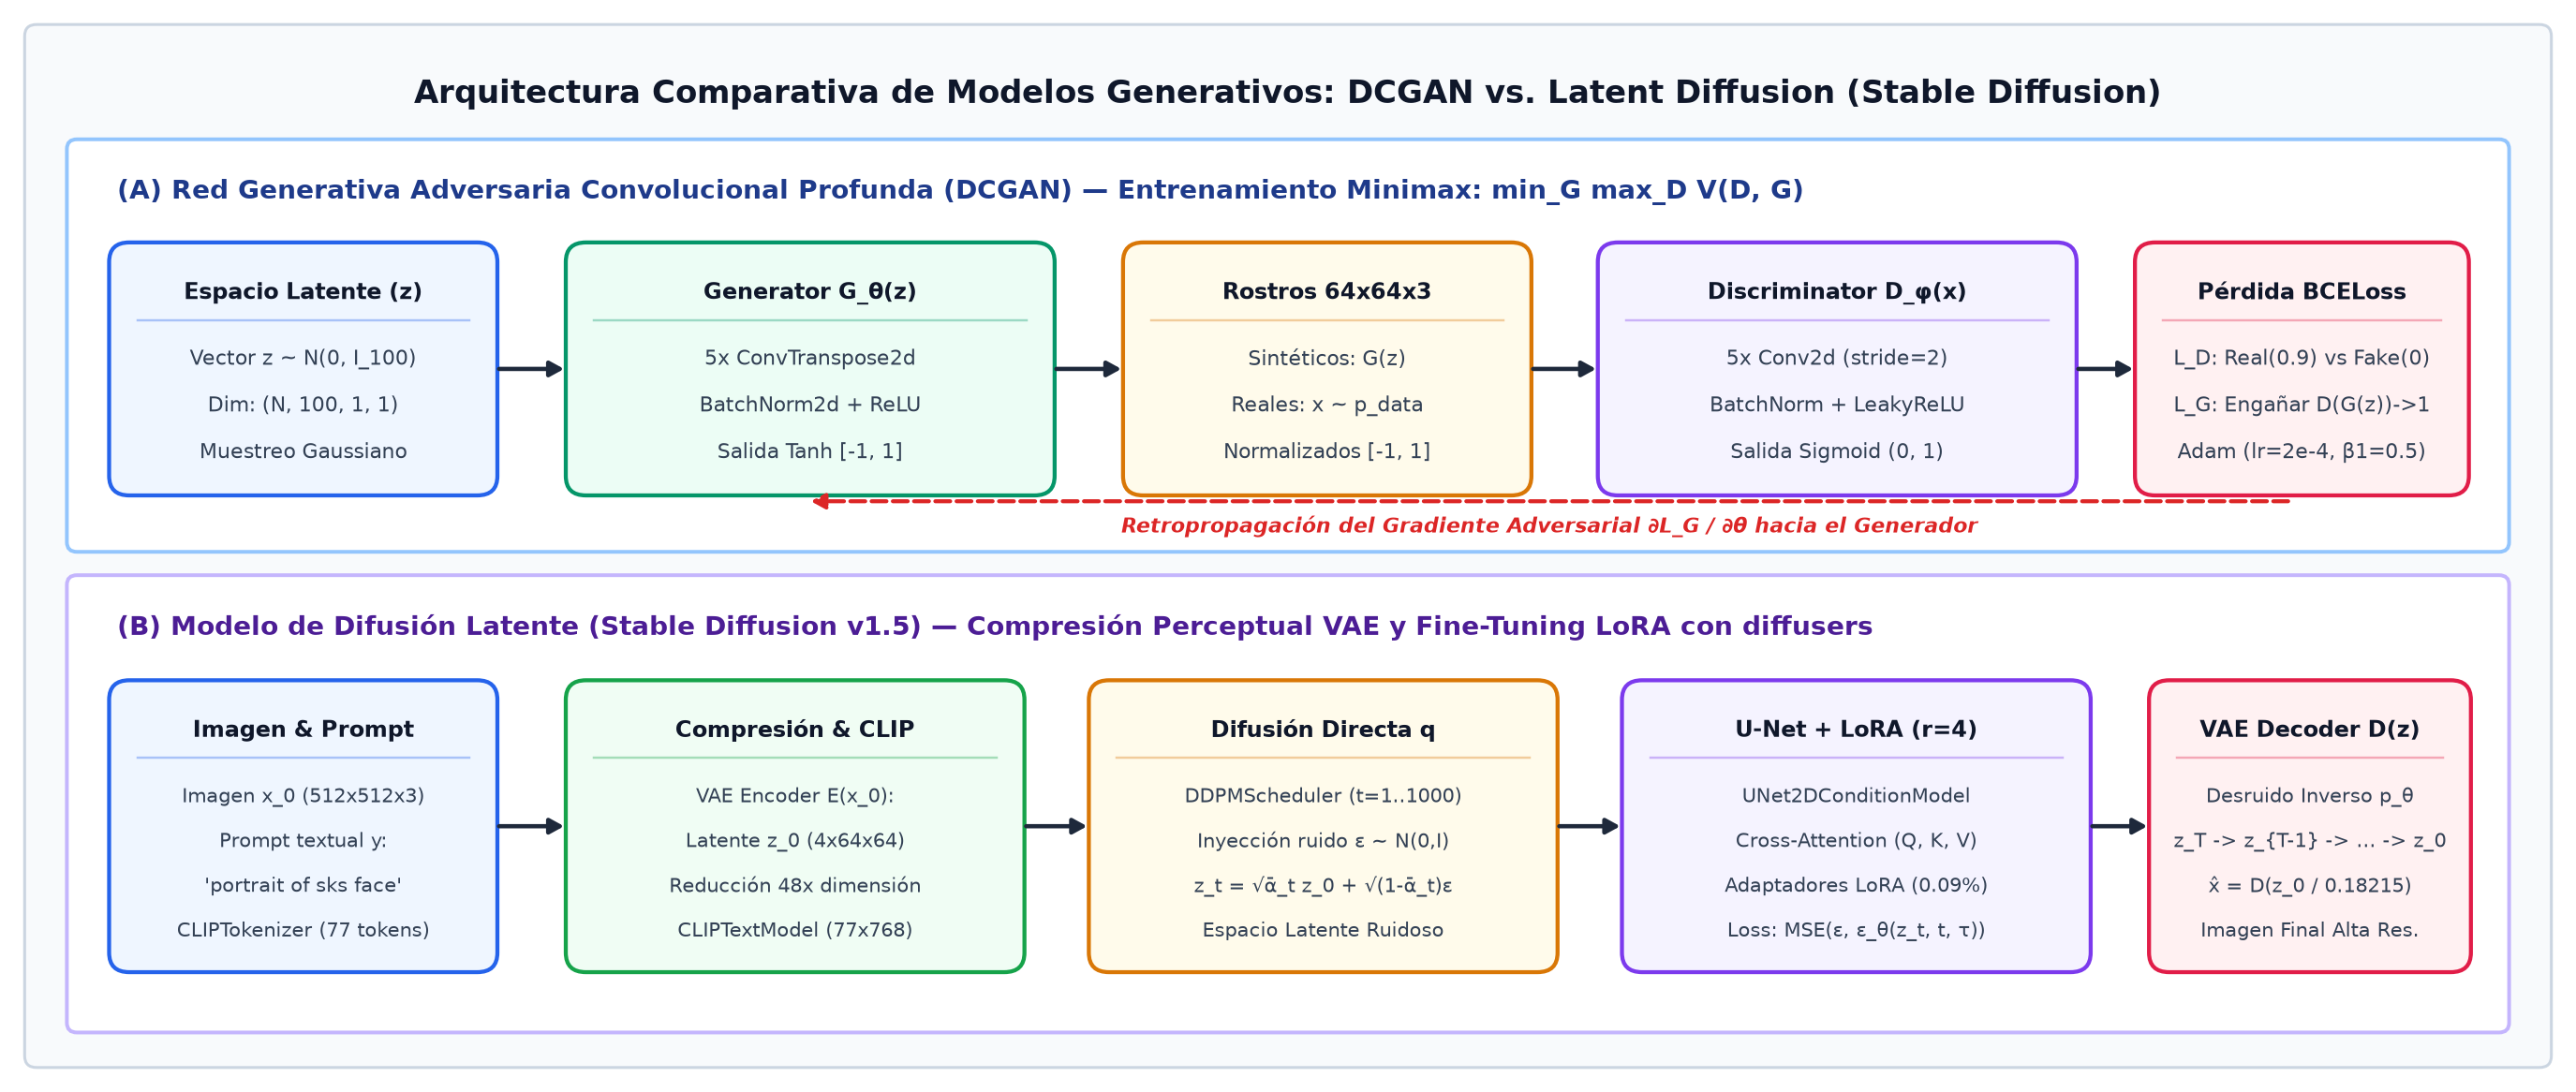 Arquitectura Comparativa de Modelos Generativos: DCGAN vs. Latent Diffusion (Stable Diffusion)
(A) Red Generativa Adversaria Convolucional Profunda (DCGAN) — Entrenamiento Minimax: min_G max_D V(D, G)
Espacio Latente (z)
Vector z ~ N(0, I_100)
Dim: (N, 100, 1, 1)
Muestreo Gaussiano
Generator G_θ(z)
5x ConvTranspose2d
BatchNorm2d + ReLU
Salida Tanh [-1, 1]
Rostros 64x64x3
Sintéticos: G(z)
Reales: x ~ p_data
Normalizados [-1, 1]
Discriminator D_φ(x)
5x Conv2d (stride=2)
BatchNorm + LeakyReLU
Salida Sigmoid (0, 1)
Pérdida BCELoss
L_D: Real(0.9) vs Fake(0)
L_G: Engañar D(G(z))->1
Adam (lr=2e-4, β1=0.5)
Retropropagación del Gradiente Adversarial ∂L_G / ∂θ hacia el Generador
(B) Modelo de Difusión Latente (Stable Diffusion v1.5) — Compresión Perceptual VAE y Fine-Tuning LoRA con diffusers
Imagen & Prompt
Imagen x_0 (512x512x3)
Prompt textual y:
'portrait of sks face'
CLIPTokenizer (77 tokens)
Compresión & CLIP
VAE Encoder E(x_0):
Latente z_0 (4x64x64)
Reducción 48x dimensión
CLIPTextModel (77x768)
Difusión Directa q
DDPMScheduler (t=1..1000)
Inyección ruido ε ~ N(0,I)
z_t = √ᾱ_t z_0 + √(1-ᾱ_t)ε
Espacio Latente Ruidoso
U-Net + LoRA (r=4)
UNet2DConditionModel
Cross-Attention (Q, K, V)
Adaptadores LoRA (0.09%)
Loss: MSE(ε, ε_θ(z_t, t, τ))
VAE Decoder D(z)
Desruido Inverso p_θ
z_T -> z_{T-1} -> ... -> z_0
x̂ = D(z_0 / 0.18215)
Imagen Final Alta Res.